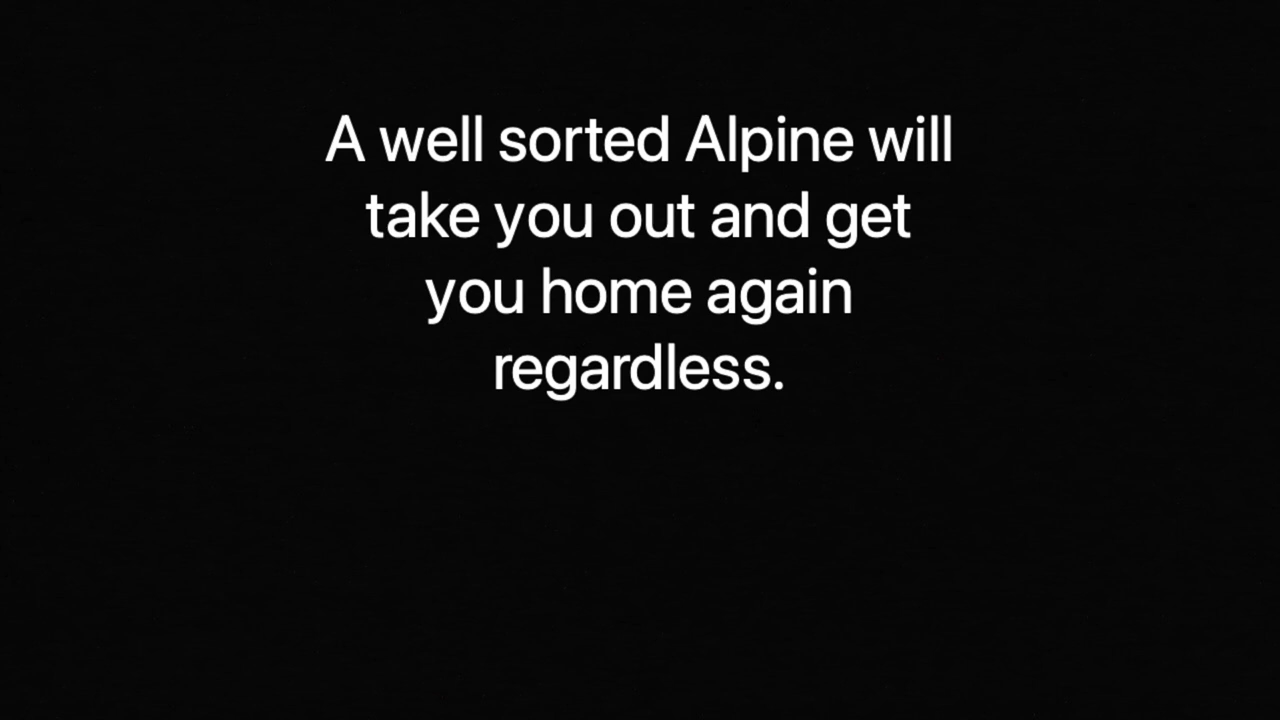 A well sorted Alpine will
take you out and get
you home again
regardless.